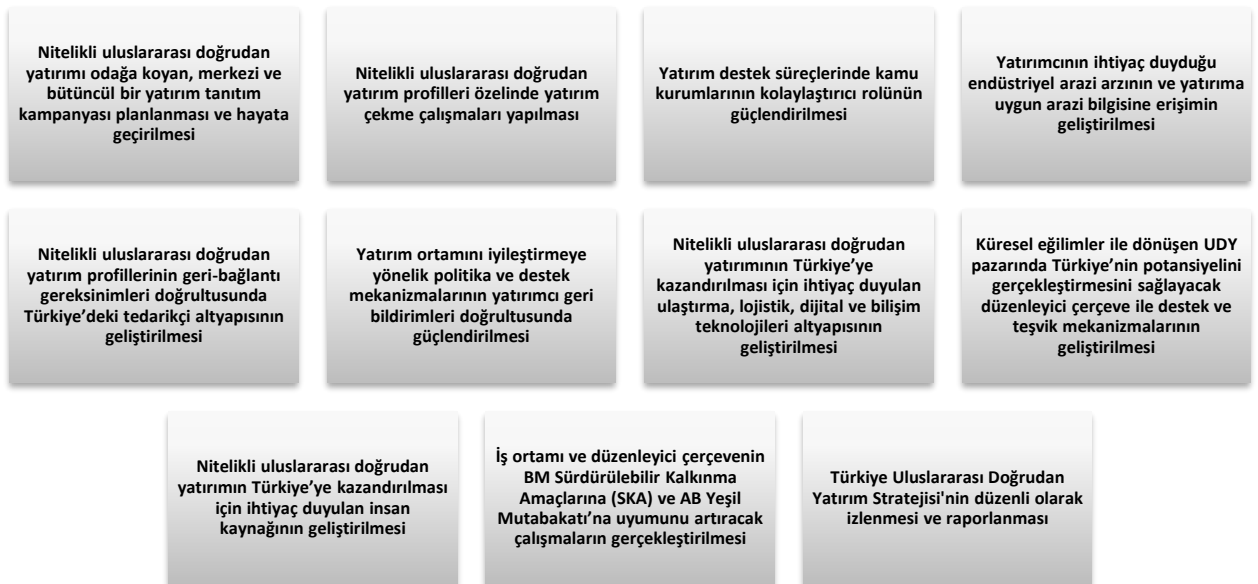 Nitelikli uluslararası doğrudan
yatırımı odağa koyan, merkezi ve
bütüncül bir yatırım tanıtım
kampanyası planlanması ve hayata
geçirilmesi
Nitelikli uluslararası doğrudan
yatırım profilleri özelinde yatırım
çekme çalışmaları yapılması
Yatırım destek süreçlerinde kamu
kurumlarının kolaylaştırıcı rolünün
güçlendirilmesi
Yatırımcının ihtiyaç duyduğu
endüstriyel arazi arzının ve yatırıma
uygun arazi bilgisine erişimin
geliştirilmesi
Nitelikli uluslararası doğrudan
yatırım profillerinin geri-bağlantı
gereksinimleri doğrultusunda
Türkiye’deki tedarikçi altyapısının
geliştirilmesi
Yatırım ortamını iyileştirmeye
yönelik politika ve destek
mekanizmalarının yatırımcı geri
bildirimleri doğrultusunda
güçlendirilmesi
Nitelikli uluslararası doğrudan
yatırımının Türkiye’ye
kazandırılması için ihtiyaç duyulan
ulaştırma, lojistik, dijital ve bilişim
teknolojileri altyapısının
geliştirilmesi
Küresel eğilimler ile dönüşen UDY
pazarında Türkiye’nin potansiyelini
gerçekleştirmesini sağlayacak
düzenleyici çerçeve ile destek ve
teşvik mekanizmalarının
geliştirilmesi
Nitelikli uluslararası doğrudan
yatırımın Türkiye’ye kazandırılması
için ihtiyaç duyulan insan
kaynağının geliştirilmesi
İş ortamı ve düzenleyici çerçevenin
BM Sürdürülebilir Kalkınma
Amaçlarına (SKA) ve AB Yeşil
Mutabakatı’na uyumunu artıracak
çalışmaların gerçekleştirilmesi
Türkiye Uluslararası Doğrudan
Yatırım Stratejisi'nin düzenli olarak
izlenmesi ve raporlanması